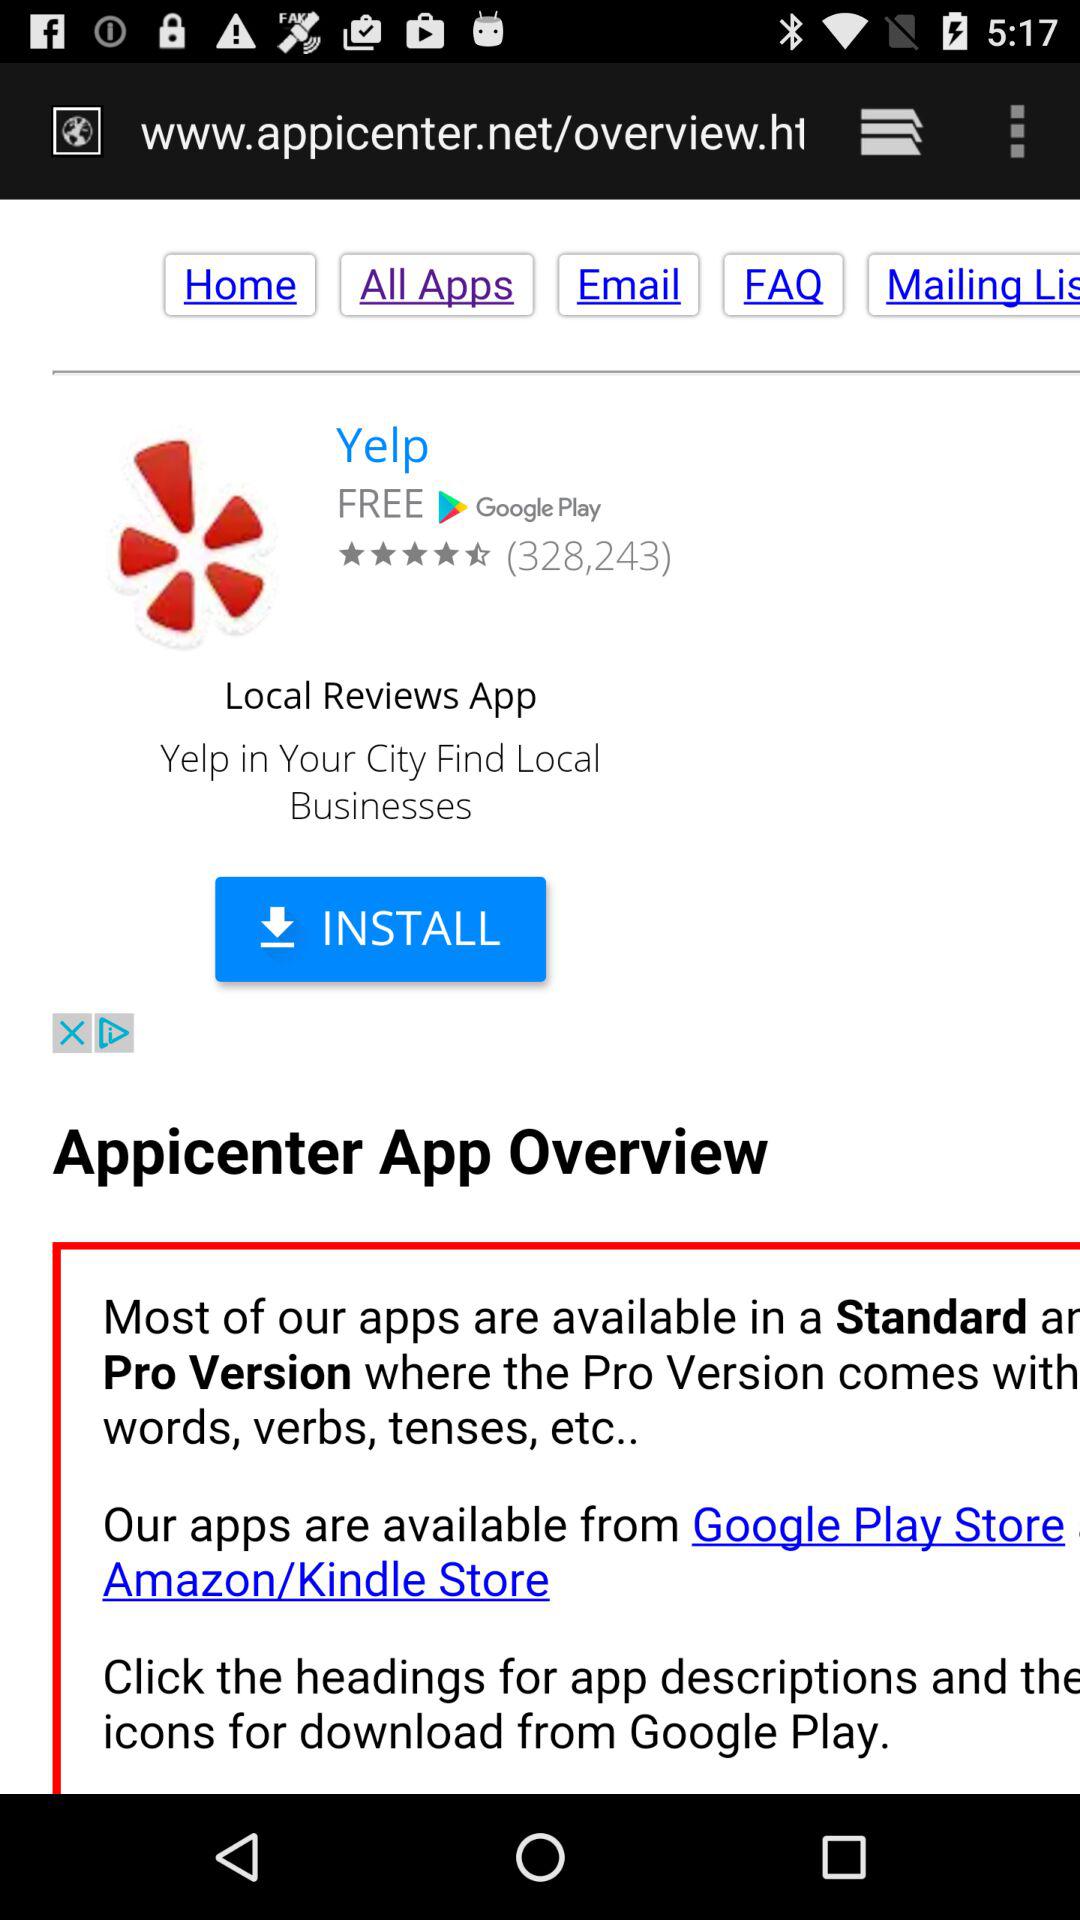 FAKE
5:17
www.appicenter.net/overview.ht
Home All Apps Email FAQ Mailing Lis
Yelp
FREE Google Play
(328,243)
Local Reviews App
Yelp in Your City Find Local
Businesses
INSTALL
Appicenter App Overview
Most of our apps are available in a Standard an
Pro Version where the Pro Version comes with
words, verbs, tenses, etc..
Our apps are available from Google Play Store
Amazon/Kindle Store
Click the headings for app descriptions and the
icons for download from Google Play.